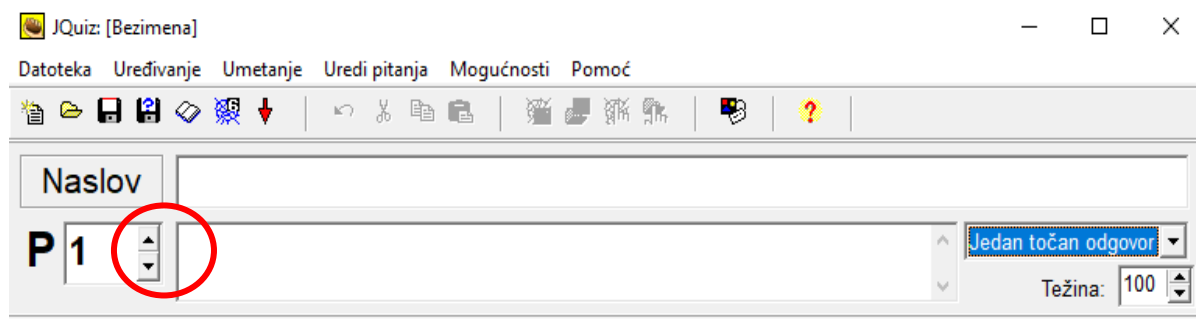 JQuiz: [Bezimena]
Datoteka Uređivanje Umetanje Uredi pitanja Mogućnosti Pomoć
Naslov
P 1 Jedan točan odgovor
Težina: 100